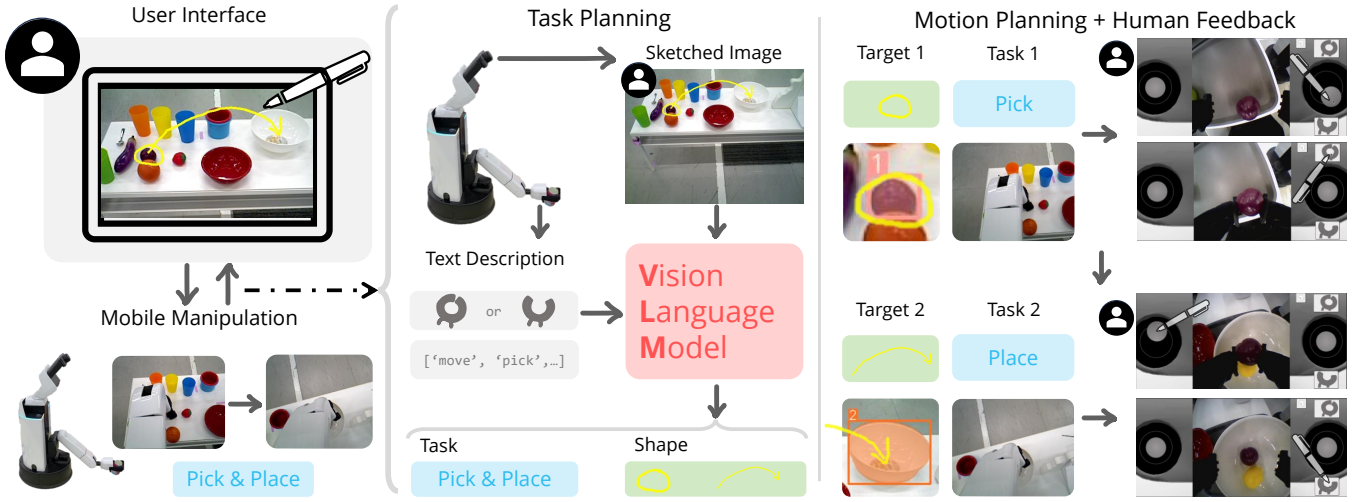 User Interface
Mobile Manipulation
Pick & Place
Task Planning
Sketched Image
Text Description
or
[‘move’, ‘pick’,…]
Vision
Language
Model
Task
Shape
Pick & Place
Motion Planning + Human Feedback
Target 1
Task 1
Pick
1
Target 2
Task 2
Place
2